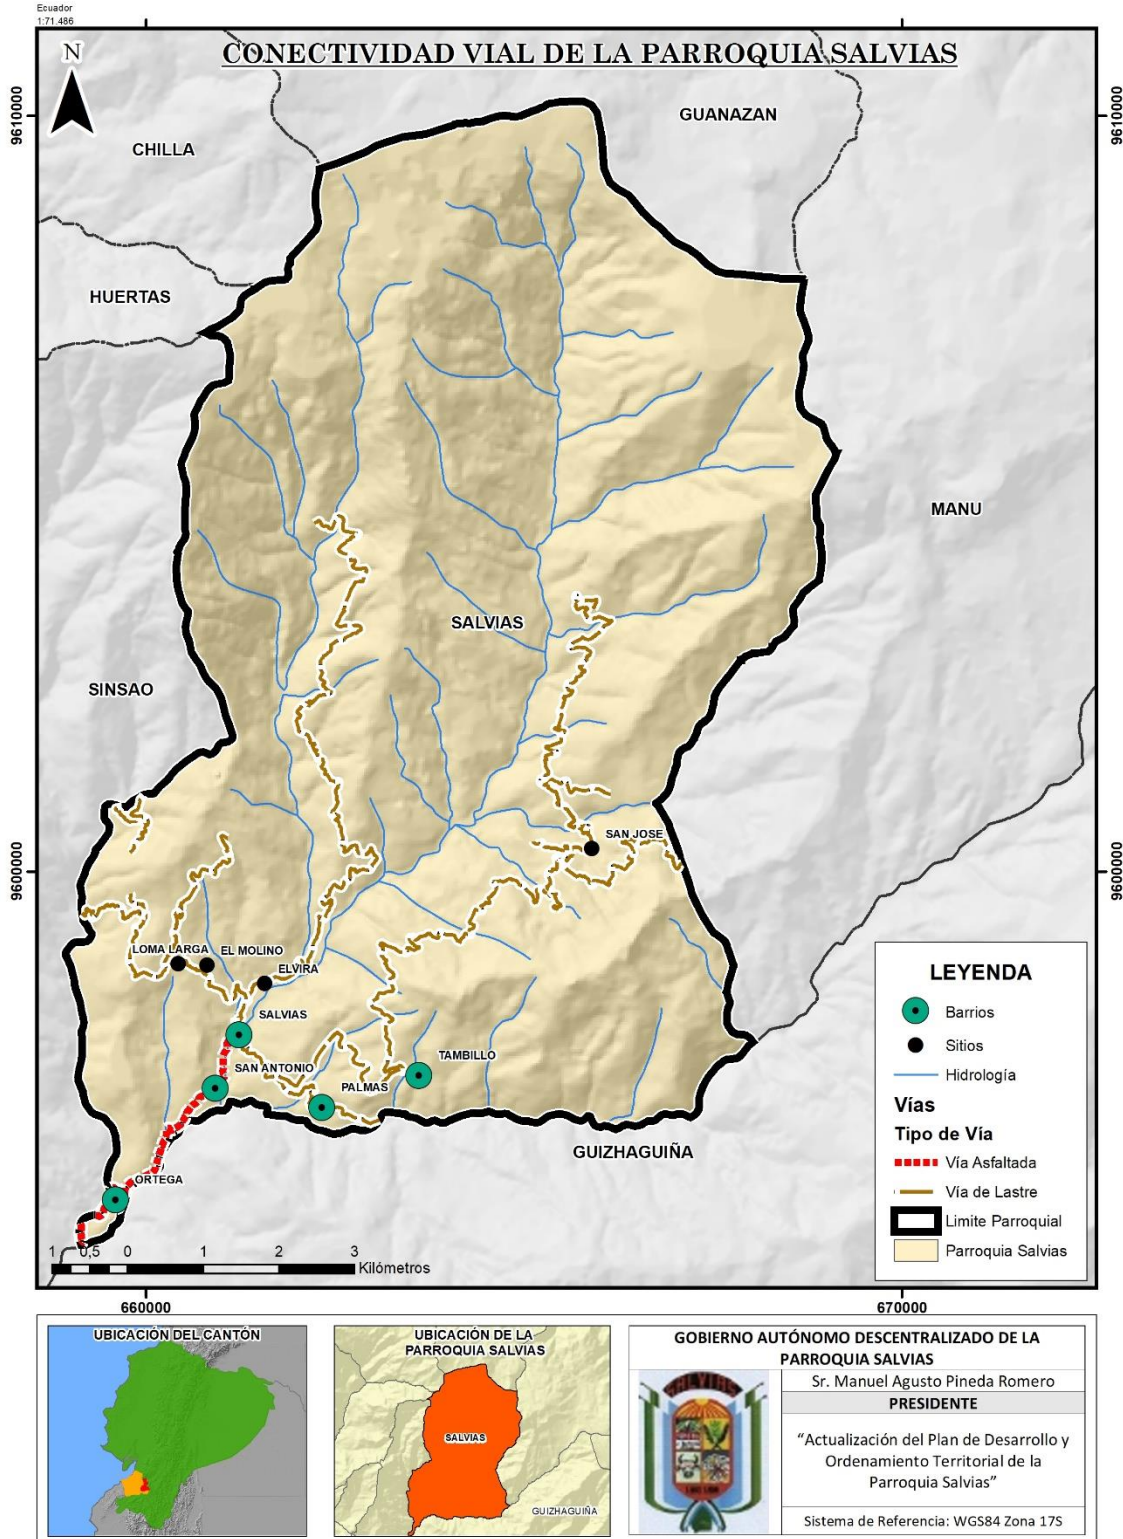 Ecuador
1:71.486
CONECTIVIDAD VIAL DE LA PARROQUIA SALVIAS
N
9610000
9610000
GUANAZAN
CHILLA
HUERTAS
MANU
SALVIAS
SINSAO
SAN JOSE
9600000
9600000
LOMA LARGA
EL MOLINO
ELVIRA
SALVIAS
SAN ANTONIO
TAMBILLO
PALMAS
GUIZHAGUIÑA
ORTEGA
LEYENDA
Barrios
Sitios
Hidrología
Vías
Tipo de Vía
Vía Asfaltada
Vía de Lastre
Limite Parroquial
Parroquia Salvias
1 0,5 0 1 2 3
Kilómetros
660000
670000
UBICACIÓN DEL CANTÓN
UBICACIÓN DE LA
PARROQUIA SALVIAS
SALVIAS
GUIZHAGUIÑA
GOBIERNO AUTÓNOMO DESCENTRALIZADO DE LA
PARROQUIA SALVIAS
SALVIAS
Sr. Manuel Agusto Pineda Romero
PRESIDENTE
“Actualización del Plan de Desarrollo y
Ordenamiento Territorial de la
Parroquia Salvias”
Sistema de Referencia: WGS84 Zona 17S